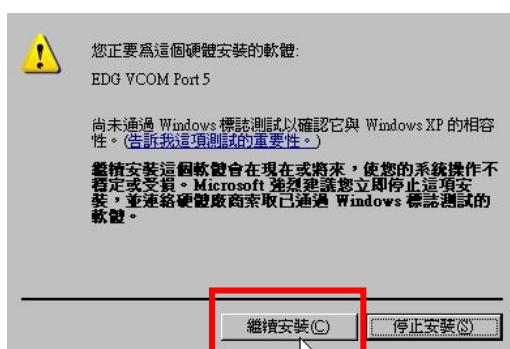 您正要為這個硬體安裝的軟體:
EDG VCOM Port 5
尚未通過 Windows 標誌測試以確認它與 Windows XP 的相容
性。(告訴我這項測試的重要性。)
繼續安裝這個軟體會在現在或將來，使您的系統操作不
穩定或受損。Microsoft 強烈建議您立即停止這項安
裝，並連絡硬體廠商索取已通過 Windows 標誌測試的
軟體。
繼續安裝(C)
停止安裝(S)